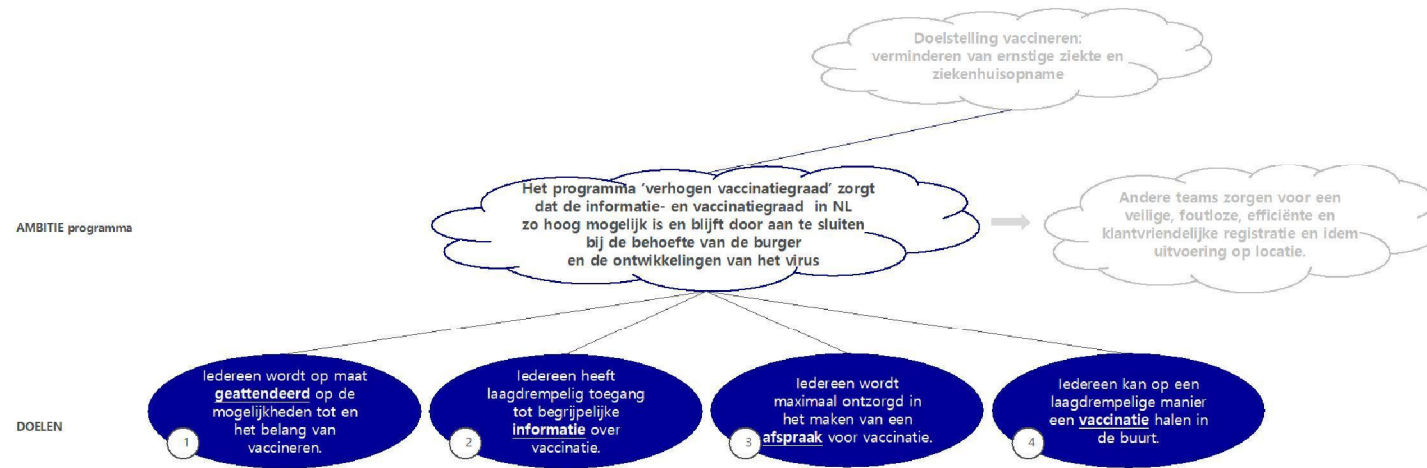 Doelstelling vaccineren:
verminderen van ernstige ziekte en
ziekenhuisopname
AMBITIE programma
Het programma ‘verhogen vaccinatiegraad’ zorgt
dat de informatie- en vaccinatiegraad in NL
zo hoog mogelijk is en blijft door aan te sluiten
bij de behoefte van de burger
en de ontwikkelingen van het virus
Andere teams zorgen voor een
veilige, foutloze, efficiënte en
klantvriendelijke registratie en idem
uitvoering op locatie.
DOELEN
Iedereen wordt op maat
geattendeerd op de
mogelijkheden tot en
het belang van
vaccineren.
1
Iedereen heeft
laagdrempelig toegang
tot begrijpelijke
informatie over
vaccinatie.
2
Iedereen wordt
maximaal ontzorgd in
het maken van een
afspraak voor vaccinatie.
3
Iedereen kan op een
laagdrempelige manier
een vaccinatie halen in
de buurt.
4